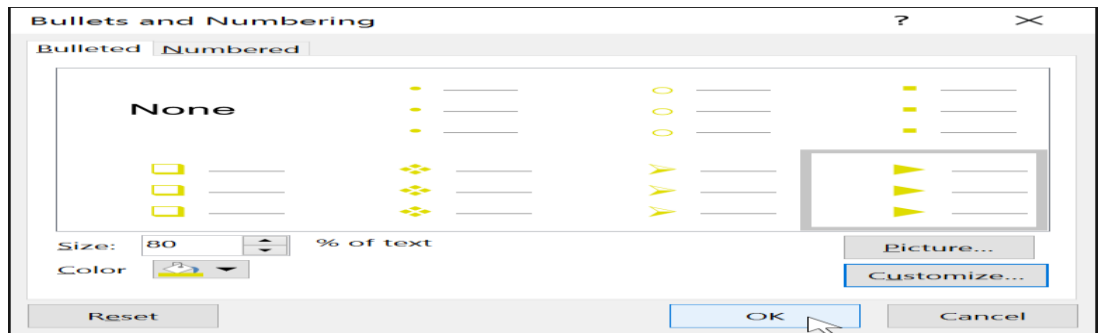 Bullets and Numbering ?
Bulleted Numbered
None
Size: 80 % of text
Picture...
Color
Customize...
Reset OK Cancel